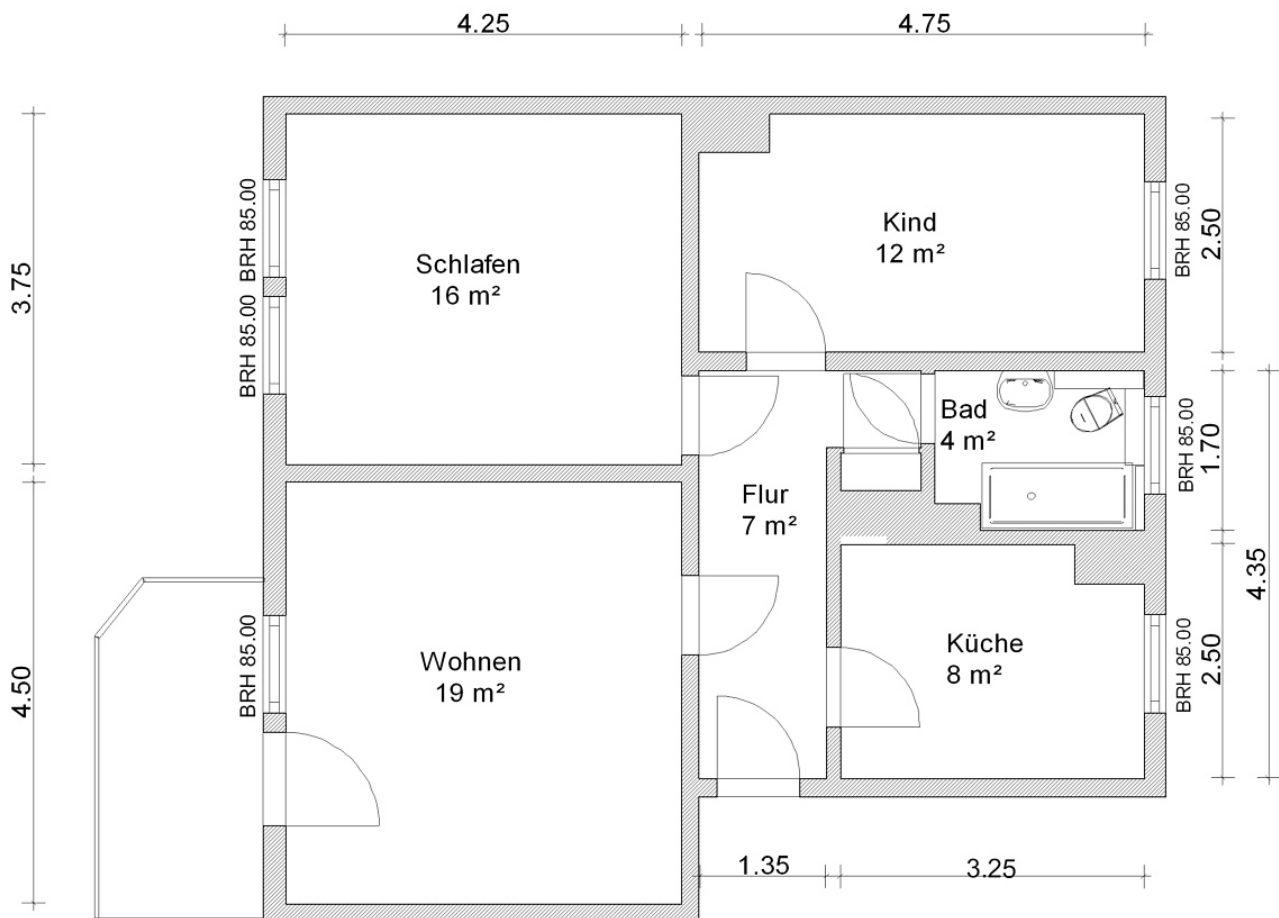 4.25
4.75
3.75
BRH 85.00
BRH 85.00
Schlafen
16 m²
Kind
12 m²
BRH 85.00
2.50
Bad
4 m²
BRH 85.00
1.70
Flur
7 m²
4.35
4.50
BRH 85.00
Wohnen
19 m²
Küche
8 m²
BRH 85.00
2.50
1.35
3.25